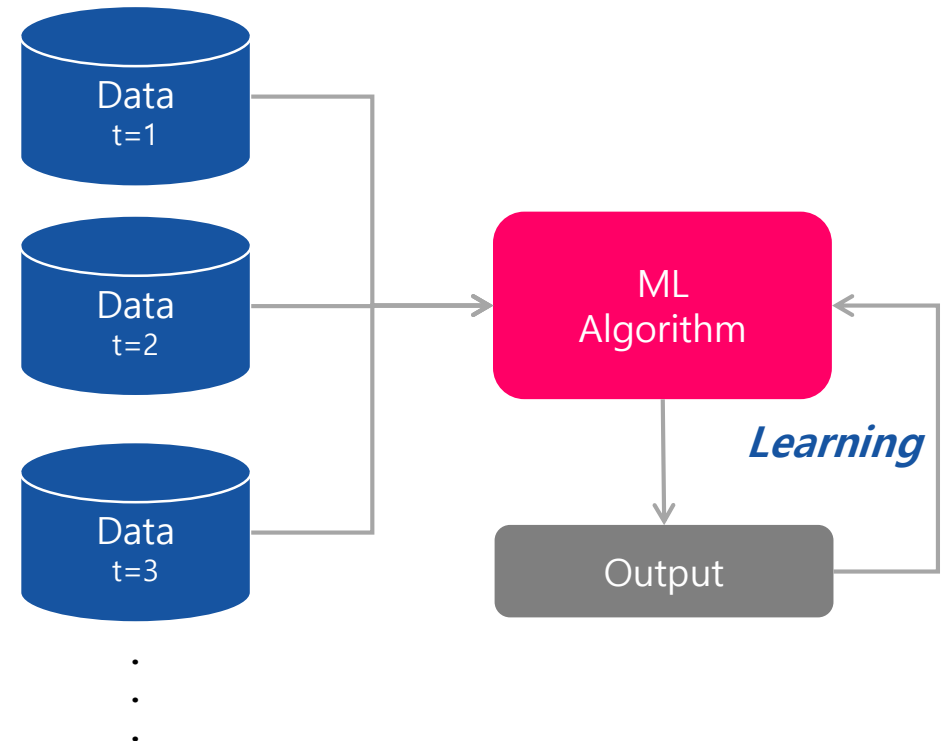 Data
t=1
Data
t=2
Data
t=3
ML
Algorithm
Learning
Output
.
.
.